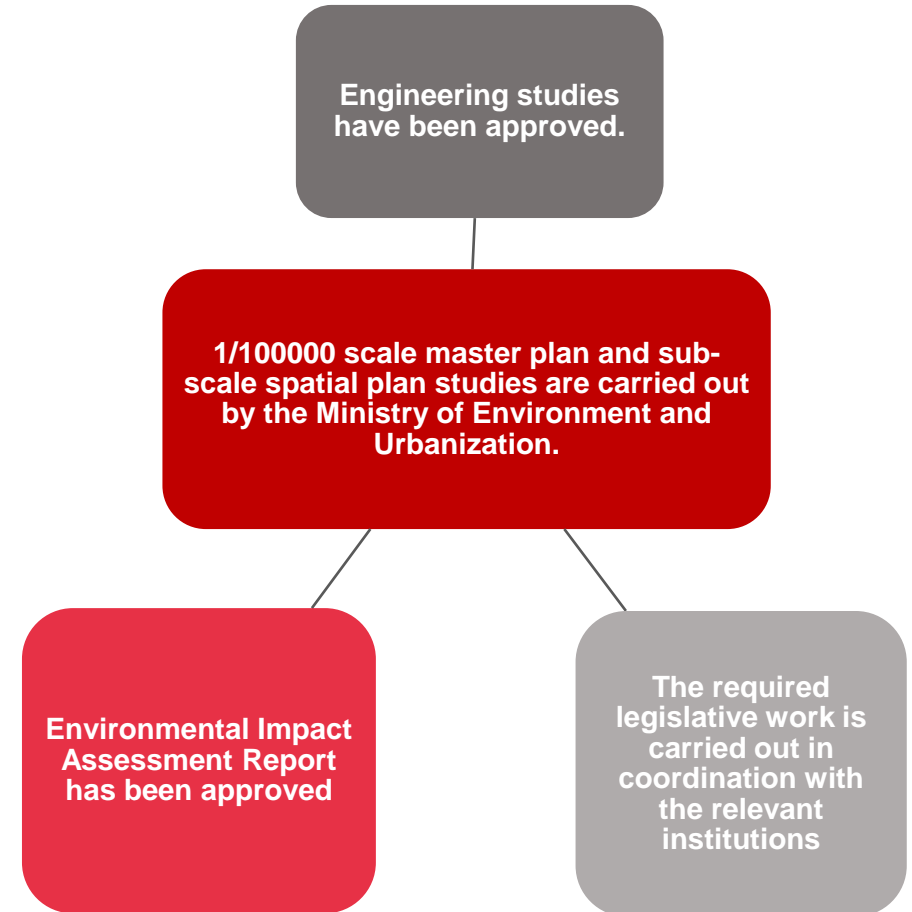 Engineering studies
have been approved.
1/100000 scale master plan and sub-
scale spatial plan studies are carried out
by the Ministry of Environment and
Urbanization.
Environmental Impact
Assessment Report
has been approved
The required
legislative work is
carried out in
coordination with
the relevant
institutions